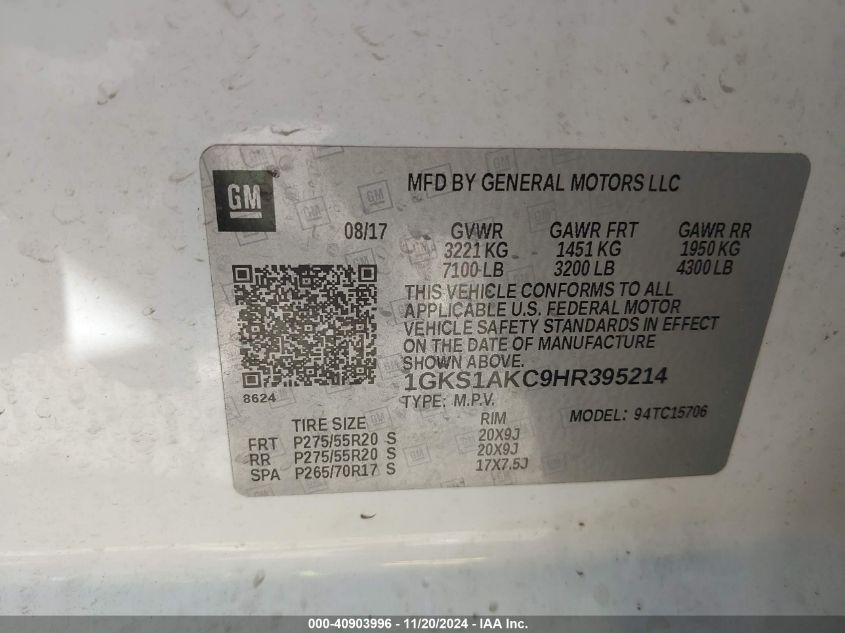 GM
MFD BY GENERAL MOTORS LLC
08/17 GVWR GAWR FRT GAWR RR
3221 KG 1451 KG 1950 KG
7100 LB 3200 LB 4300 LB
THIS VEHICLE CONFORMS TO ALL
APPLICABLE U.S. FEDERAL MOTOR
VEHICLE SAFETY STANDARDS IN EFFECT
ON THE DATE OF MANUFACTURE
SHOWN ABOVE.
1GKS1AKC9HR395214
8624
TYPE: M.P.V.
MODEL: 94TC15706
TIRE SIZE RIM
FRT P275/55R20 S 20X9J
RR P275/55R20 S 20X9J
SPA P265/70R17 S 17X7.5J
000-40903996 - 11/20/2024 - IAA Inc.